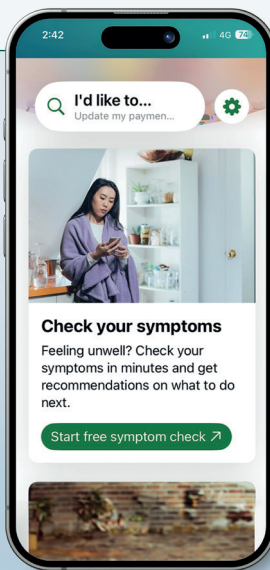 2:42 4G 74
I'd like to...
Update my paymen...
Check your symptoms
Feeling unwell? Check your
symptoms in minutes and get
recommendations on what to do
next.
Start free symptom check